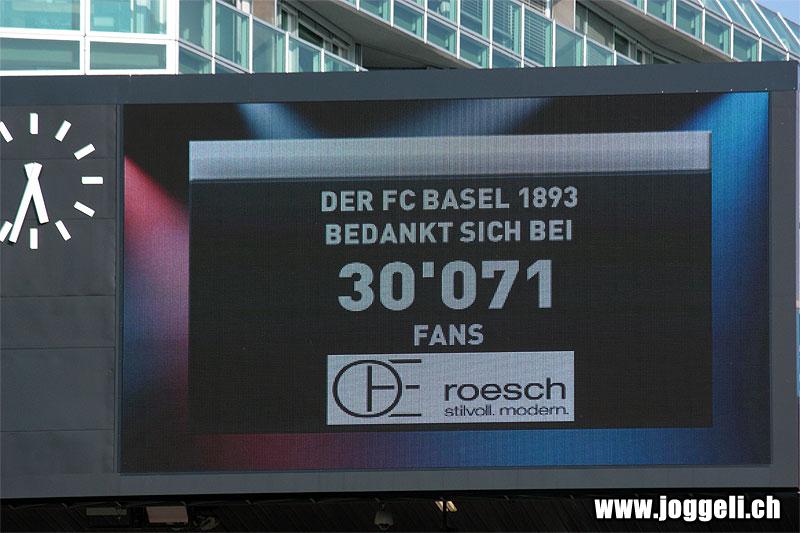 DER FC BASEL 1893
BEDANKT SICH BEI
30'071
FANS
roesch
stilvoll. modern.
www.joggeli.ch